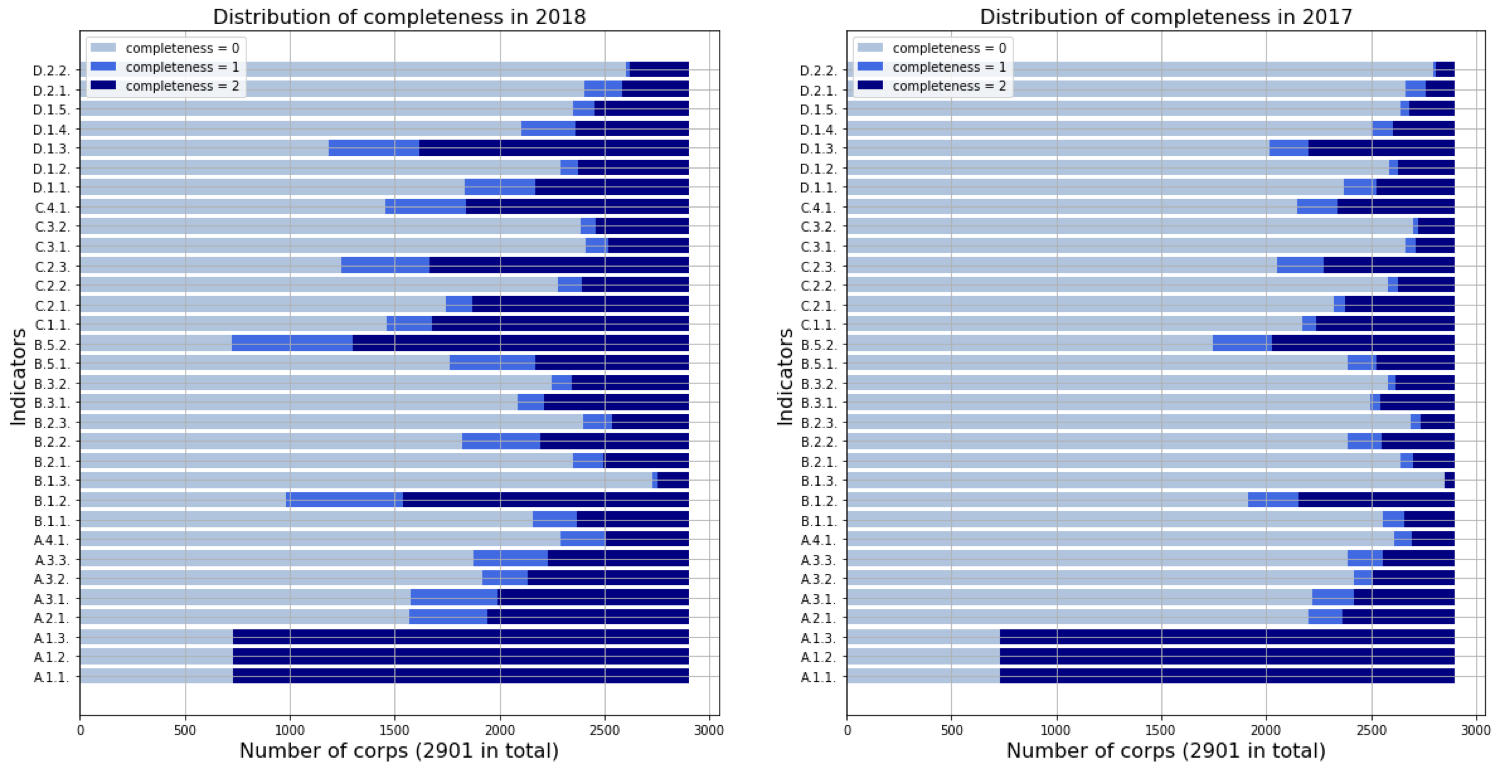 Distribution of completeness in 2018
completeness = 0
completeness = 1
completeness = 2
D.2.2.
D.2.1.
D.1.5.
D.1.4.
D.1.3.
D.1.2.
D.1.1.
C.4.1.
C.3.2.
C.3.1.
C.2.3.
C.2.2.
C.2.1.
C.1.1.
B.5.2.
B.5.1.
B.3.2.
B.3.1.
B.2.3.
B.2.2.
B.2.1.
B.1.3.
B.1.2.
B.1.1.
A.4.1.
A.3.3.
A.3.2.
A.3.1.
A.2.1.
A.1.3.
A.1.2.
A.1.1.
Indicators
0 500 1000 1500 2000 2500 3000
Number of corps (2901 in total)
Distribution of completeness in 2017
completeness = 0
completeness = 1
completeness = 2
D.2.2.
D.2.1.
D.1.5.
D.1.4.
D.1.3.
D.1.2.
D.1.1.
C.4.1.
C.3.2.
C.3.1.
C.2.3.
C.2.2.
C.2.1.
C.1.1.
B.5.2.
B.5.1.
B.3.2.
B.3.1.
B.2.3.
B.2.2.
B.2.1.
B.1.3.
B.1.2.
B.1.1.
A.4.1.
A.3.3.
A.3.2.
A.3.1.
A.2.1.
A.1.3.
A.1.2.
A.1.1.
Indicators
0 500 1000 1500 2000 2500 3000
Number of corps (2901 in total)